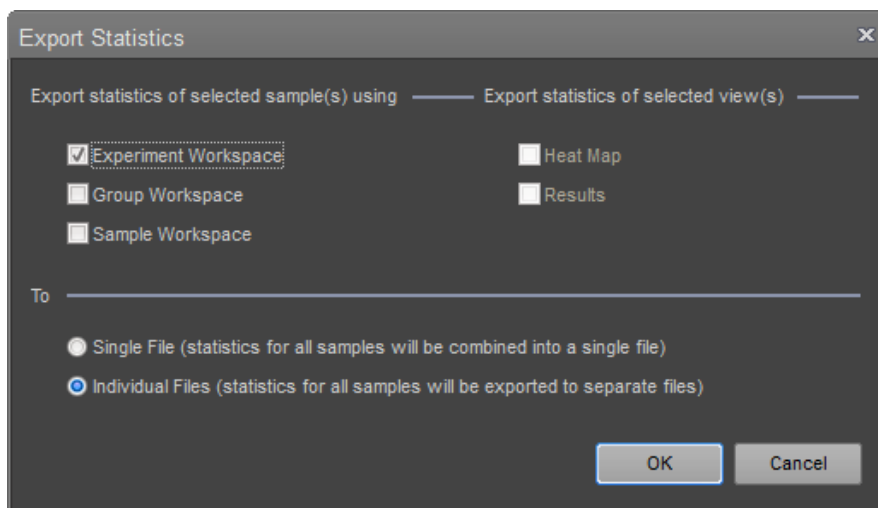 Export Statistics
Export statistics of selected sample(s) using
Export statistics of selected view(s)
Experiment Workspace
Heat Map
Group Workspace
Results
Sample Workspace
To
Single File (statistics for all samples will be combined into a single file)
Individual Files (statistics for all samples will be exported to separate files)
OK
Cancel